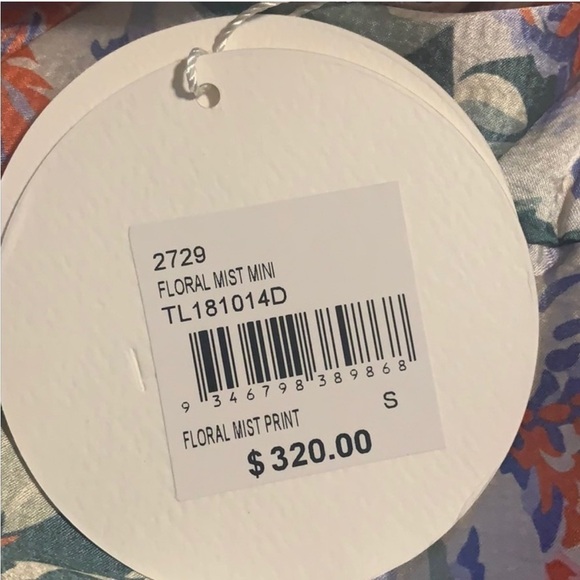 2729
FLORAL MIST MINI
TL181014D
9 346798 389868
S
FLORAL MIST PRINT
$320.00